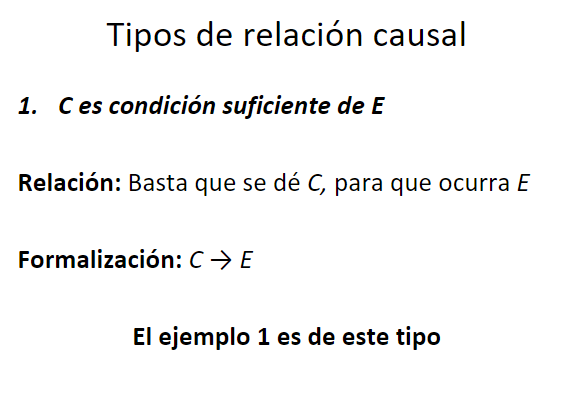 Tipos de relación causal
1. C es condición suficiente de E
Relación: Basta que se dé C, para que ocurra E
Formalización: C → E
El ejemplo 1 es de este tipo